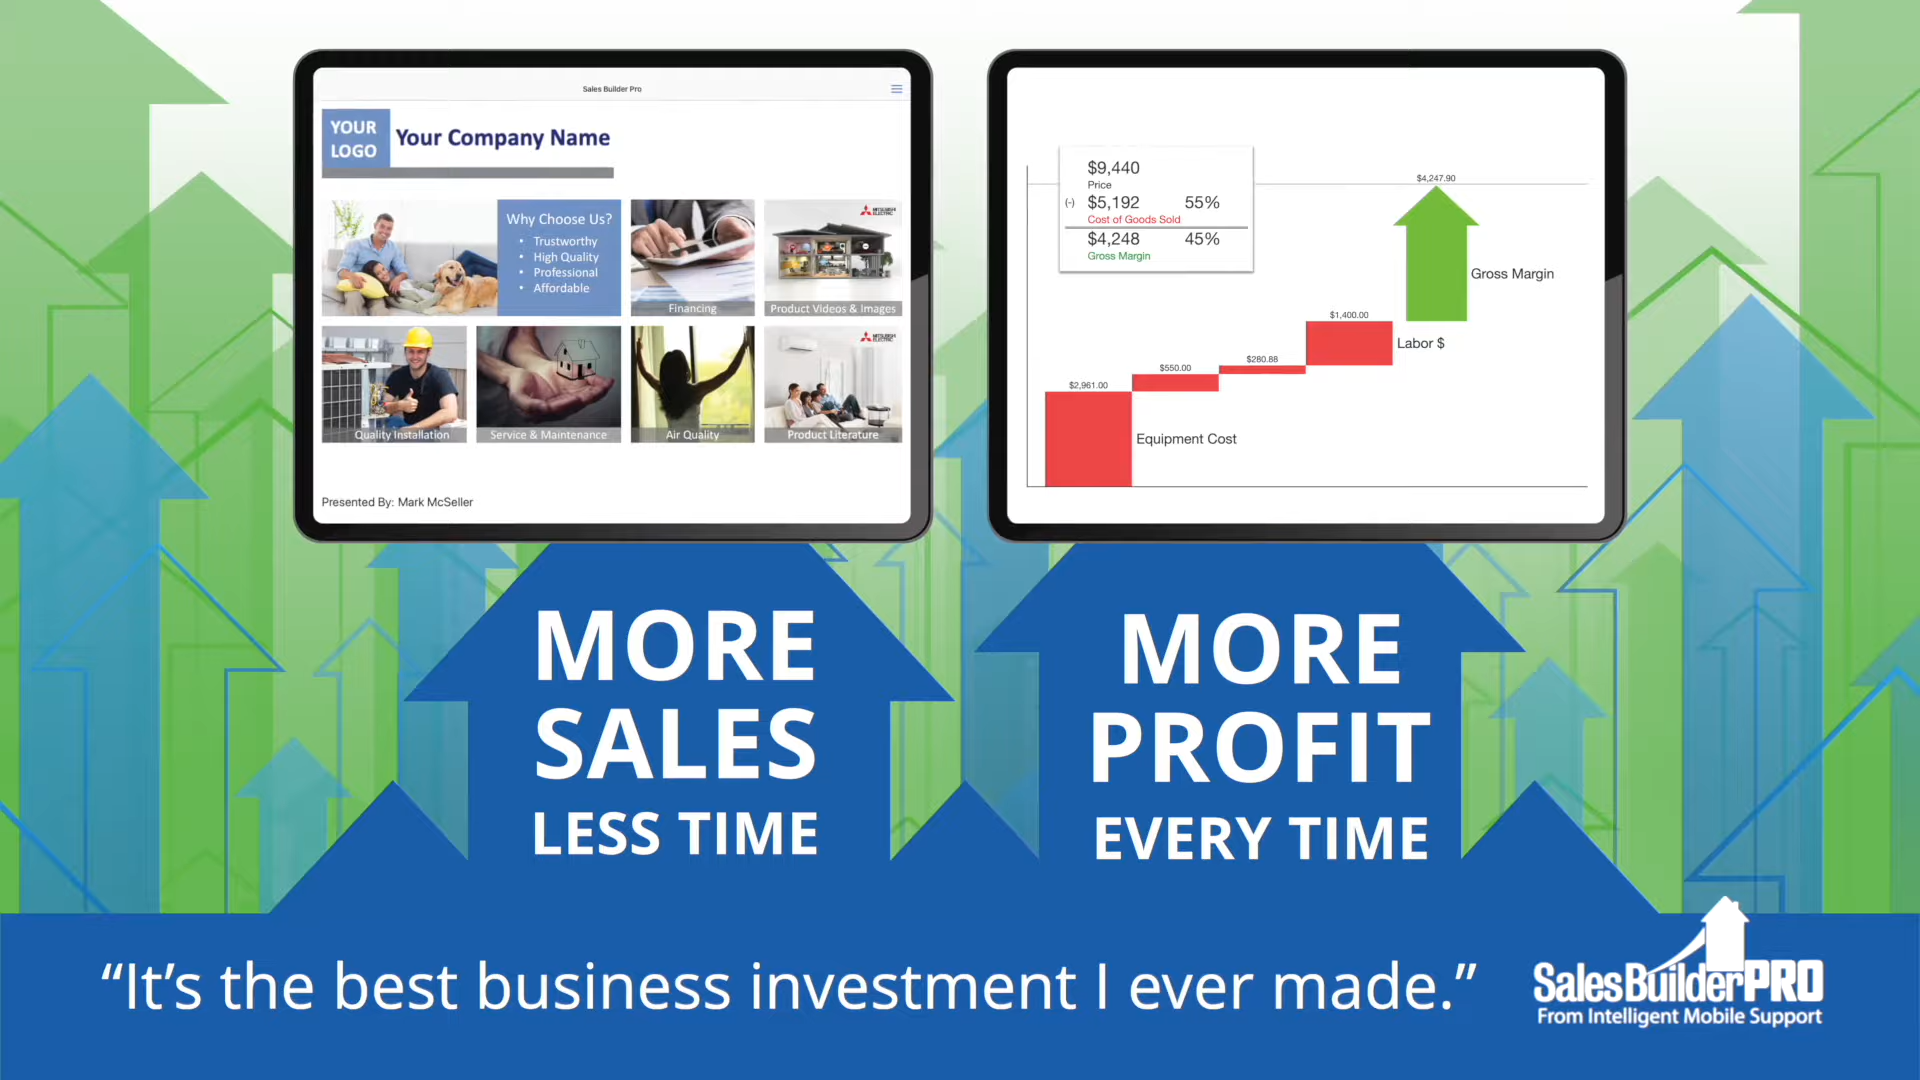 Sales Builder Pro
YOUR
LOGO
Your Company Name
Why Choose Us?
• Trustworthy
• High Quality
• Professional
• Affordable
Financing
MITSUBISHI
ELECTRIC
Product Videos & Images
Quality Installation
Service & Maintenance
Air Quality
MITSUBISHI
ELECTRIC
Product Literature
Presented By: Mark McSeller
$9,440
Price
(-) $5,192 55%
Cost of Goods Sold
$4,248 45%
Gross Margin
$4,247.90
Gross Margin
$1,400.00
Labor $
$280.88
$550.00
$2,961.00
Equipment Cost
MORE
SALES
LESS TIME
MORE
PROFIT
EVERY TIME
“It’s the best business investment I ever made.”
SalesBuilderPRO
From Intelligent Mobile Support